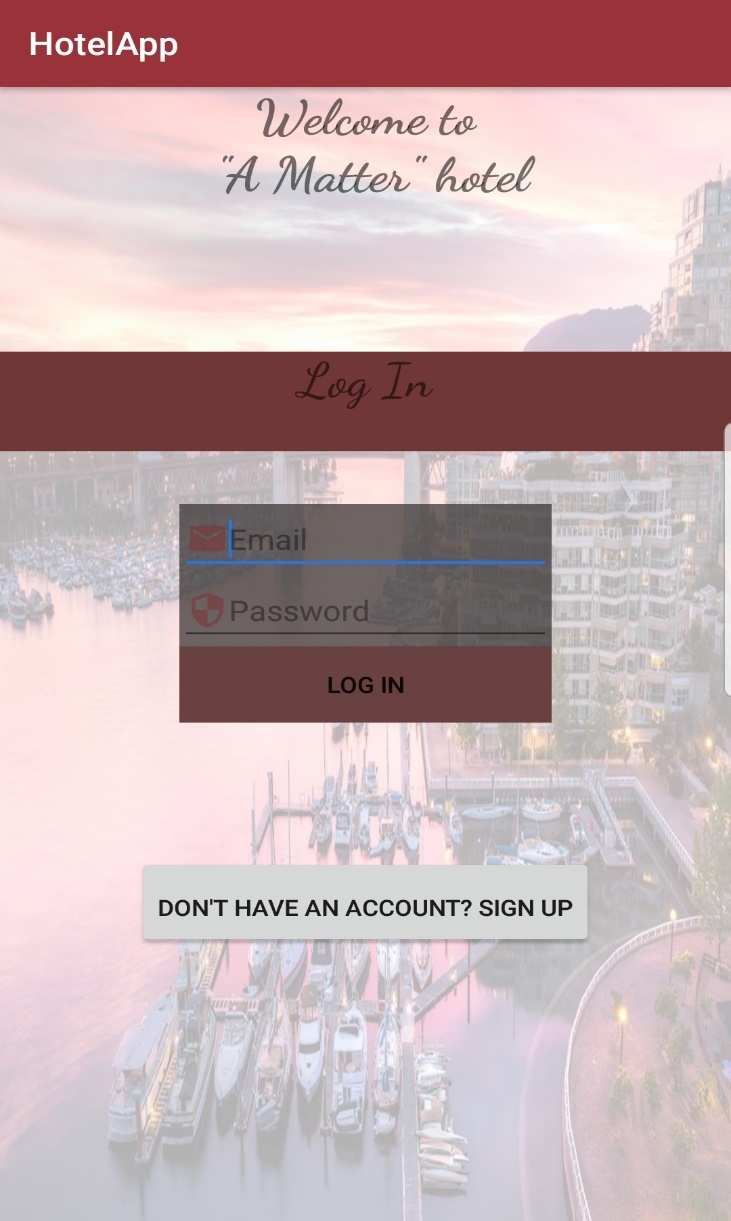 HotelApp
Welcome to
"A Matter" hotel
Log In
Email
Password
LOG IN
DON'T HAVE AN ACCOUNT? SIGN UP